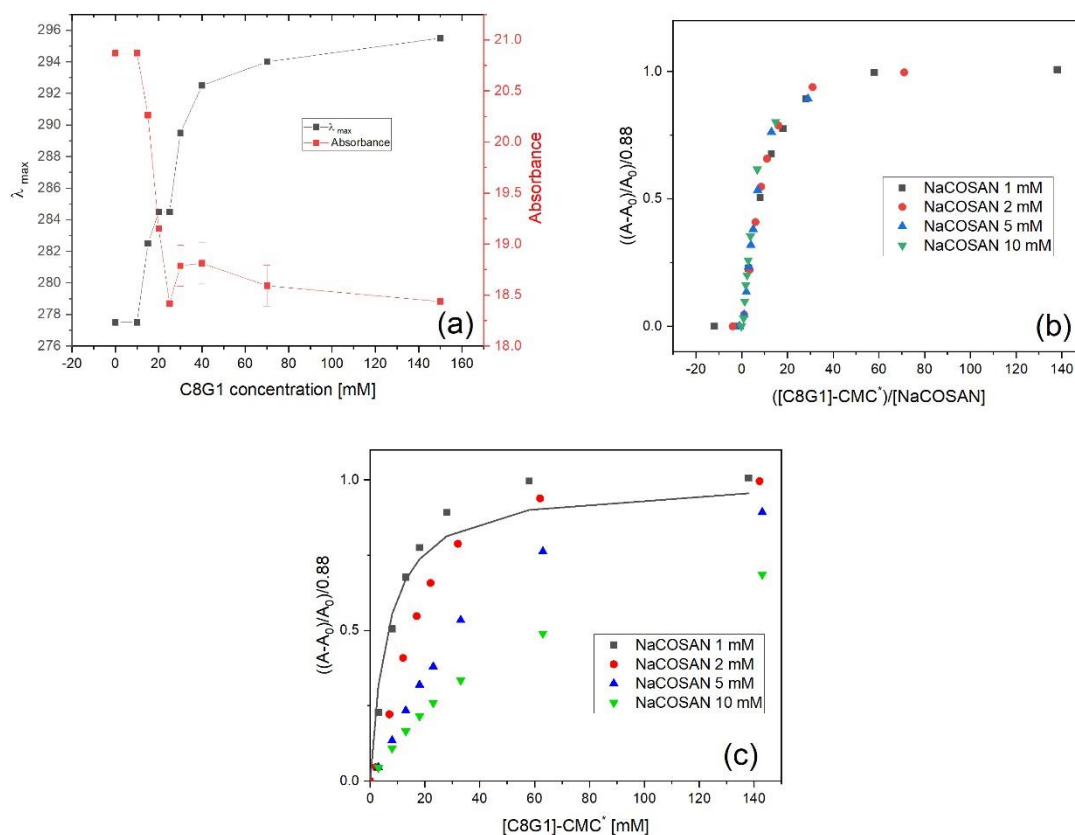 296
294
292
290
288
286
284
282
280
278
276
λ max
-20 0 20 40 60 80 100 120 140 160
C8G1 concentration [mM]
21.0
20.5
20.0
19.5
19.0
18.5
18.0
Absorbance
λ max
Absorbance
(a)
1.0
0.5
0.0
((A-A0)/A0)/0.88
-20 0 20 40 60 80 100 120 140
([C8G1]-CMC*)/[NaCOSAN]
NaCOSAN 1 mM
NaCOSAN 2 mM
NaCOSAN 5 mM
NaCOSAN 10 mM
(b)
1.0
0.5
0.0
((A-A0)/A0)/0.88
0 20 40 60 80 100 120 140
[C8G1]-CMC* [mM]
NaCOSAN 1 mM
NaCOSAN 2 mM
NaCOSAN 5 mM
NaCOSAN 10 mM
(c)